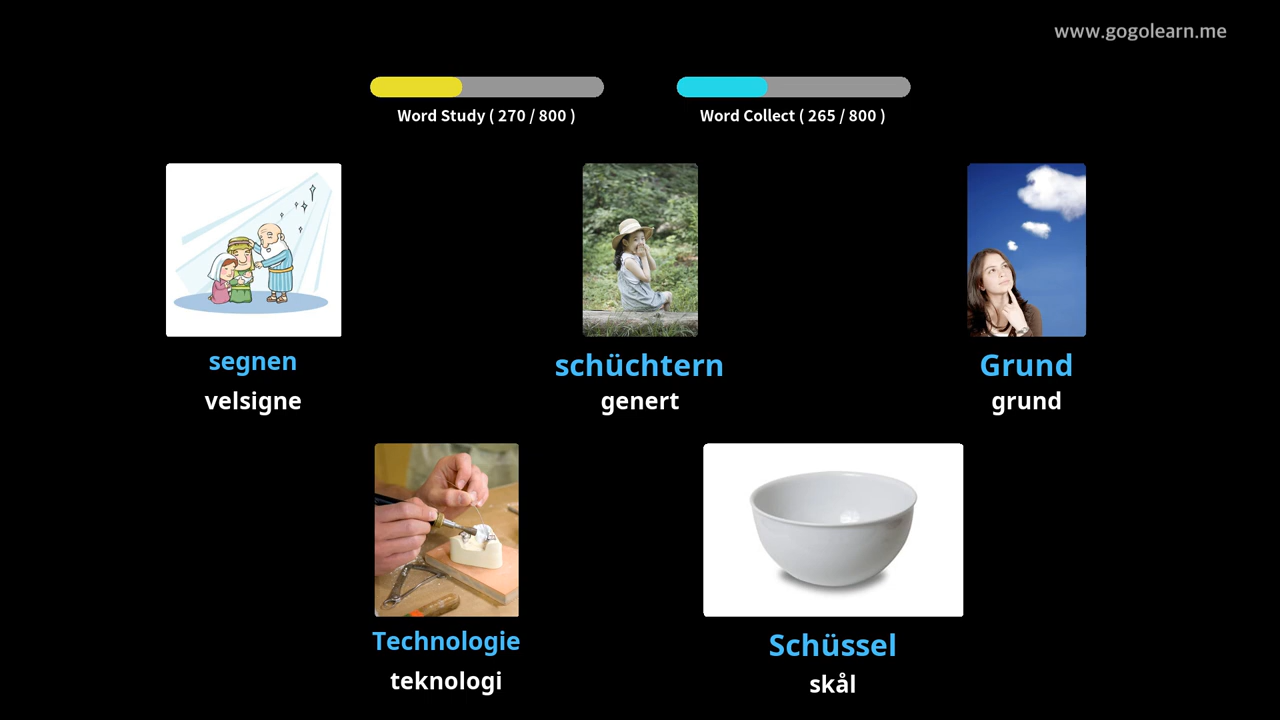 www.gogolearn.me
Word Study ( 270 / 800 )
Word Collect ( 265 / 800 )
segnen
velsigne
schüchtern
genert
Grund
grund
Technologie
teknologi
Schüssel
skål